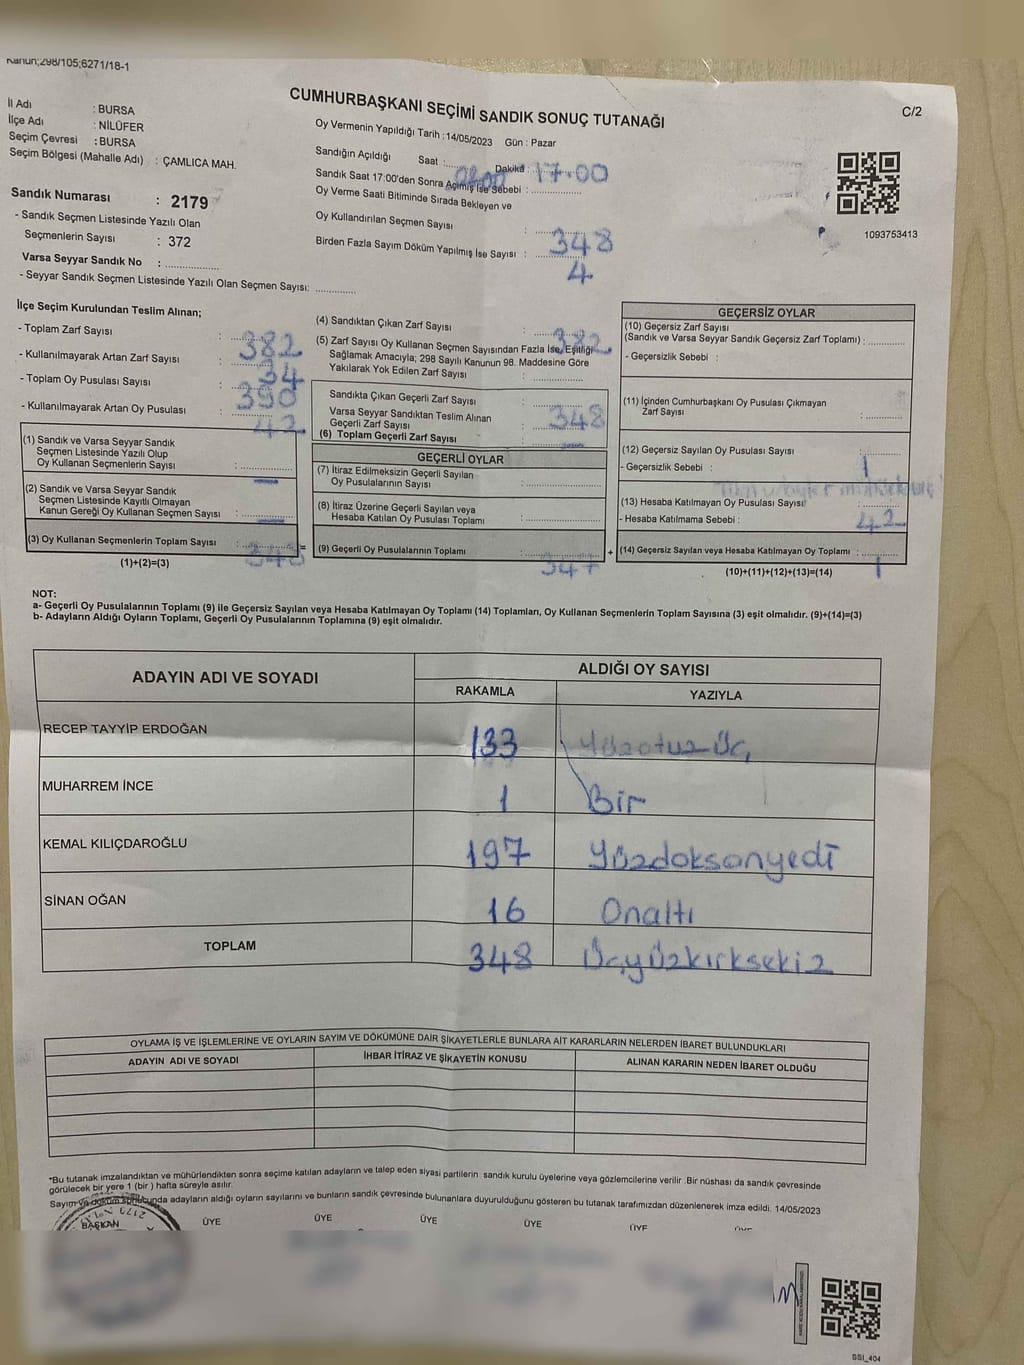 Kanun;298/105;6271/18-1
CUMHURBAŞKANI SEÇİMİ SANDIK SONUÇ TUTANAĞI
C/2
İl Adı : BURSA
İlçe Adı : NİLÜFER
Seçim Çevresi : BURSA
Seçim Bölgesi (Mahalle Adı) : ÇAMLICA MAH.
Sandık Numarası : 2179
- Sandık Seçmen Listesinde Yazılı Olan
Seçmenlerin Sayısı : 372
Varsa Seyyar Sandık No : ................
- Seyyar Sandık Seçmen Listesinde Yazılı Olan Seçmen Sayısı: ............
Oy Vermenin Yapıldığı Tarih : 14/05/2023 Gün : Pazar
Sandığın Açıldığı Saat :..... Dakika : 17.00
Sandık Saat 17:00'den Sonra Açılmış İse Sebebi : ................
Oy Verme Saati Bitiminde Sırada Bekleyen ve
Oy Kullandırılan Seçmen Sayısı : 348
Birden Fazla Sayım Döküm Yapılmış İse Sayısı : 4
1093753413
İlçe Seçim Kurulundan Teslim Alınan;
- Toplam Zarf Sayısı : 382
- Kullanılmayarak Artan Zarf Sayısı : 34
- Toplam Oy Pusulası Sayısı : 390
- Kullanılmayarak Artan Oy Pusulası : 42
(1) Sandık ve Varsa Seyyar Sandık
Seçmen Listesinde Yazılı Olup
Oy Kullanan Seçmenlerin Sayısı : ............
(2) Sandık ve Varsa Seyyar Sandık
Seçmen Listesinde Kayıtlı Olmayan
Kanun Gereği Oy Kullanan Seçmen Sayısı : ............
(3) Oy Kullanan Seçmenlerin Toplam Sayısı : ............
(1)+(2)=(3)
(4) Sandıktan Çıkan Zarf Sayısı : 382
(5) Zarf Sayısı Oy Kullanan Seçmen Sayısından Fazla İse, Eşitliği
Sağlamak Amacıyla; 298 Sayılı Kanunun 98. Maddesine Göre
Yakılarak Yok Edilen Zarf Sayısı : ................
Sandıkta Çıkan Geçerli Zarf Sayısı : ................
Varsa Seyyar Sandıktan Teslim Alınan
Geçerli Zarf Sayısı : 348
(6) Toplam Geçerli Zarf Sayısı : ................
GEÇERLİ OYLAR
(7) İtiraz Edilmeksizin Geçerli Sayılan
Oy Pusulalarının Sayısı : ................
(8) İtiraz Üzerine Geçerli Sayılan veya
Hesaba Katılan Oy Pusulası Toplamı : ................
(9) Geçerli Oy Pusulalarının Toplamı : 347
GEÇERSİZ OYLAR
(10) Geçersiz Zarf Sayısı
(Sandık ve Varsa Seyyar Sandık Geçersiz Zarf Toplamı) : ............
- Geçersizlik Sebebi :
(11) İçinden Cumhurbaşkanı Oy Pusulası Çıkmayan
Zarf Sayısı : ............
(12) Geçersiz Sayılan Oy Pusulası Sayısı : 1
- Geçersizlik Sebebi :
(13) Hesaba Katılmayan Oy Pusulası Sayısı :
- Hesaba Katılmama Sebebi : 42
(14) Geçersiz Sayılan veya Hesaba Katılmayan Oy Toplamı : 1
(10)+(11)+(12)+(13)=(14)
NOT:
a- Geçerli Oy Pusulalarının Toplamı (9) ile Geçersiz Sayılan veya Hesaba Katılmayan Oy Toplamı (14) Toplamları, Oy Kullanan Seçmenlerin Toplam Sayısına (3) eşit olmalıdır. (9)+(14)=(3)
b- Adayların Aldığı Oyların Toplamı, Geçerli Oy Pusulalarının Toplamına (9) eşit olmalıdır.
ADAYIN ADI VE SOYADI ALDIĞI OY SAYISI
RAKAMLA YAZIYLA
RECEP TAYYİP ERDOĞAN 133 Yüzotuz Üç
MUHARREM İNCE 1 Bir
KEMAL KILIÇDAROĞLU 197 Yüzdoksanyedi
SİNAN OĞAN 16 Onaltı
TOPLAM 348 Üçyüzkırksekiz
OYLAMA İŞ VE İŞLEMLERİNE VE OYLARIN SAYIM VE DÖKÜMÜNE DAİR ŞİKAYETLERLE BUNLARA AİT KARARLARIN NELERDEN İBARET BULUNDUKLARI
ADAYIN ADI VE SOYADI İHBAR İTİRAZ VE ŞİKAYETİN KONUSU ALINAN KARARIN NEDEN İBARET OLDUĞU
*Bu tutanak imzalandıktan ve mühürlendikten sonra seçime katılan adayların ve talep eden siyasi partilerin sandık kurulu üyelerine veya gözlemcilerine verilir .Bir nüshası da sandık çevresinde
görülecek bir yere 1 (bir ) hafta süreyle asılır.
Sayım ve döküm sonucunda adayların aldığı oyların sayılarını ve bunların sandık çevresinde bulunanlara duyurulduğunu gösteren bu tutanak tarafımızdan düzenlenerek imza edildi. 14/05/2023
BAŞKAN ÜYE ÜYE ÜYE ÜYE ÜYE ÜYE
SSI_404